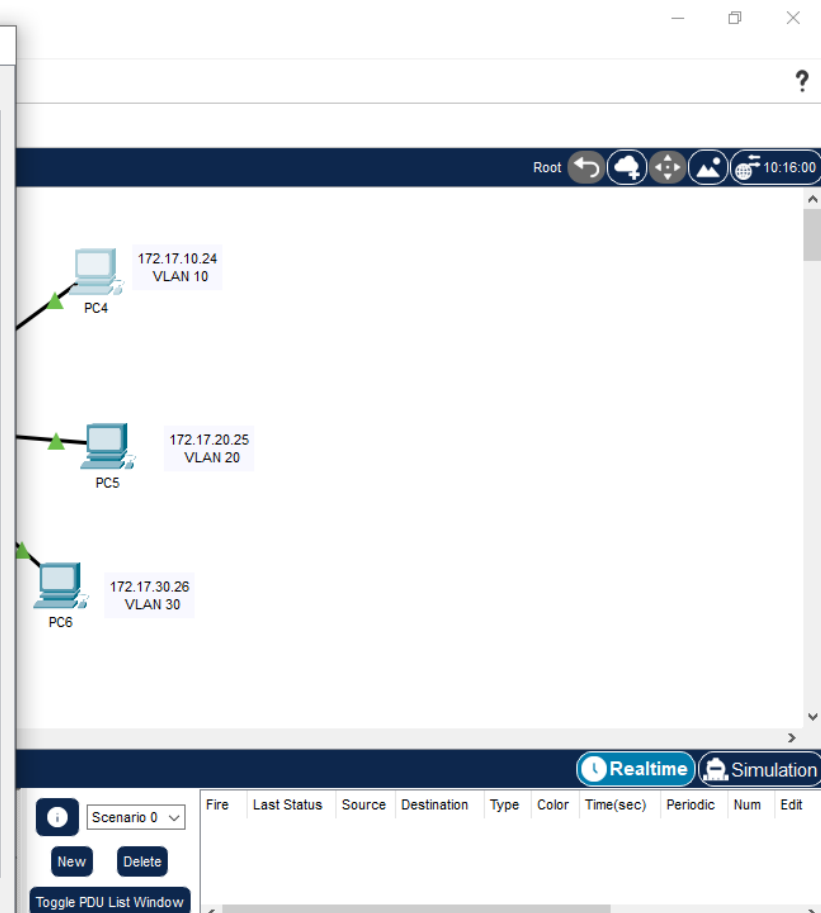 ?
Root
10:16:00
172.17.10.24
VLAN 10
PC4
172.17.20.25
VLAN 20
PC5
172.17.30.26
VLAN 30
PC6
Realtime
Simulation
Scenario 0
Fire Last Status Source Destination Type Color Time(sec) Periodic Num Edit
New Delete
Toggle PDU List Window